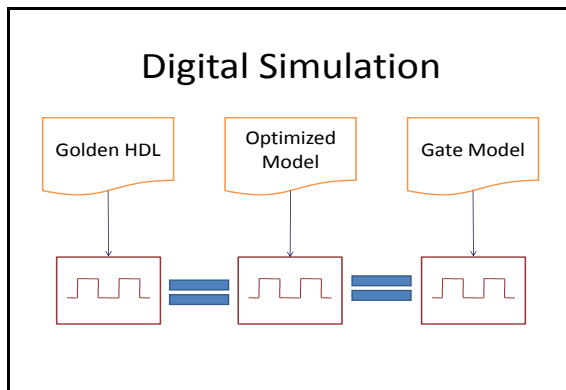 Digital Simulation
Golden HDL
Optimized
Model
Gate Model